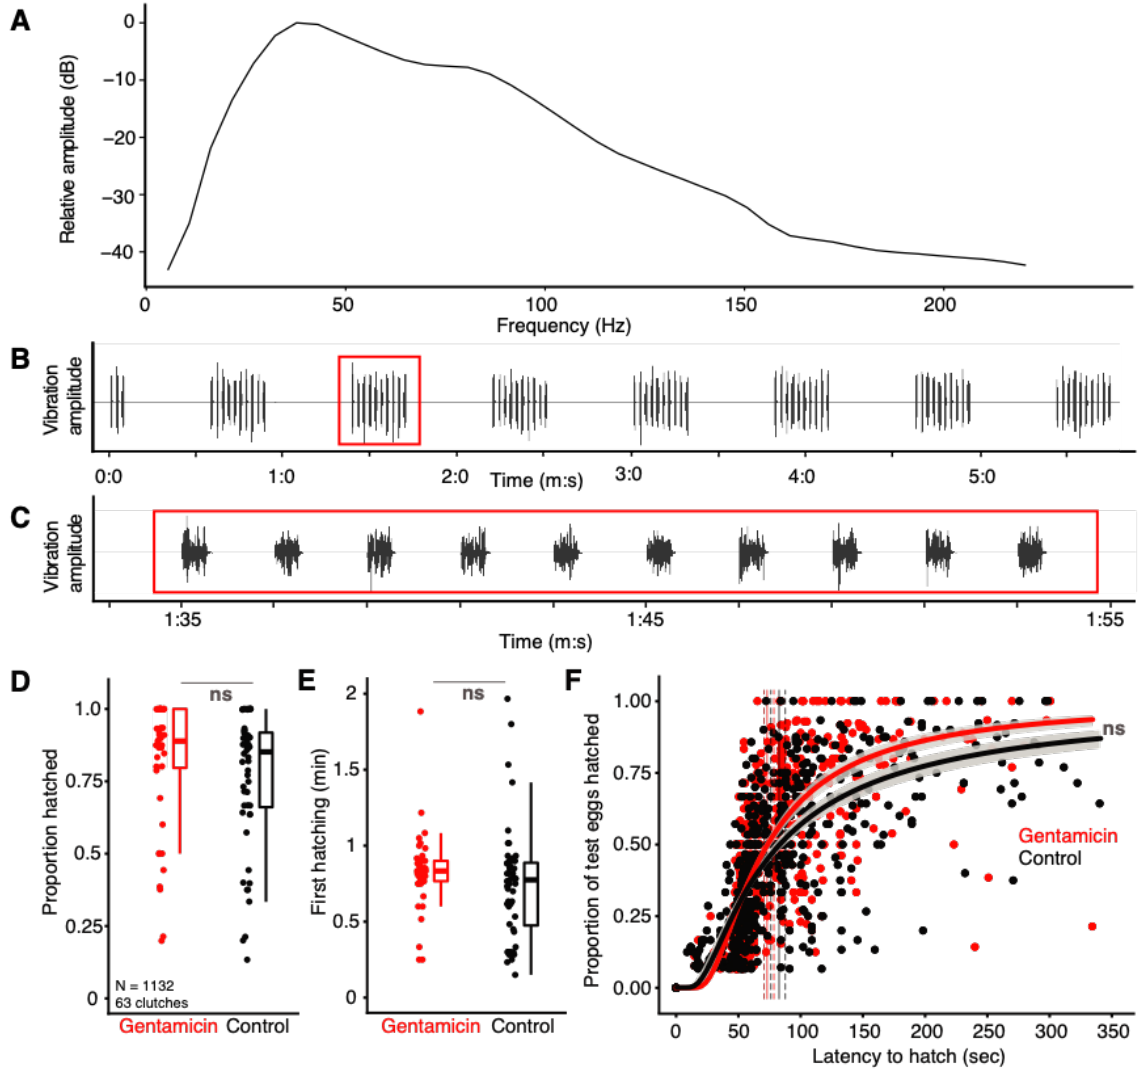 A
Relative amplitude (dB)
0
−10
−20
−30
−40
0 50 100 150 200
Frequency (Hz)
B
Vibration
amplitude
0:0 1:0 2:0 3:0 4:0 5:0
Time (m:s)
C
Vibration
amplitude
1:35 1:45 1:55
Time (m:s)
D
Proportion hatched
ns
1.0
0.75
0.5
0.25
0
N = 1132
63 clutches
Gentamicin Control
E
First hatching (min)
ns
2
1.5
1
0.5
0
Gentamicin Control
F
Proportion of test eggs hatched
1.00
0.75
0.50
0.25
0.00
ns
Gentamicin
Control
0 50 100 150 200 250 300 350
Latency to hatch (sec)